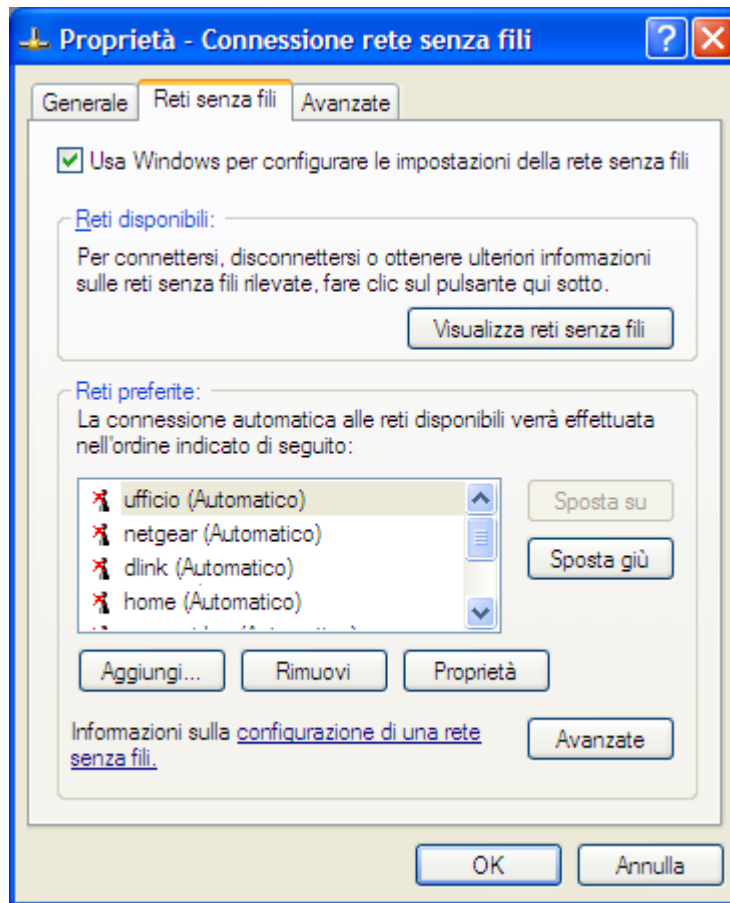 Proprietà - Connessione rete senza fili
Generale
Reti senza fili
Avanzate
Usa Windows per configurare le impostazioni della rete senza fili
Reti disponibili:
Per connettersi, disconnettersi o ottenere ulteriori informazioni
sulle reti senza fili rilevate, fare clic sul pulsante qui sotto.
Visualizza reti senza fili
Reti preferite:
La connessione automatica alle reti disponibili verrà effettuata
nell'ordine indicato di seguito:
ufficio (Automatico)
netgear (Automatico)
dlink (Automatico)
home (Automatico)
Sposta su
Sposta giù
Aggiungi...
Rimuovi
Proprietà
Informazioni sulla configurazione di una rete
senza fili.
Avanzate
OK
Annulla